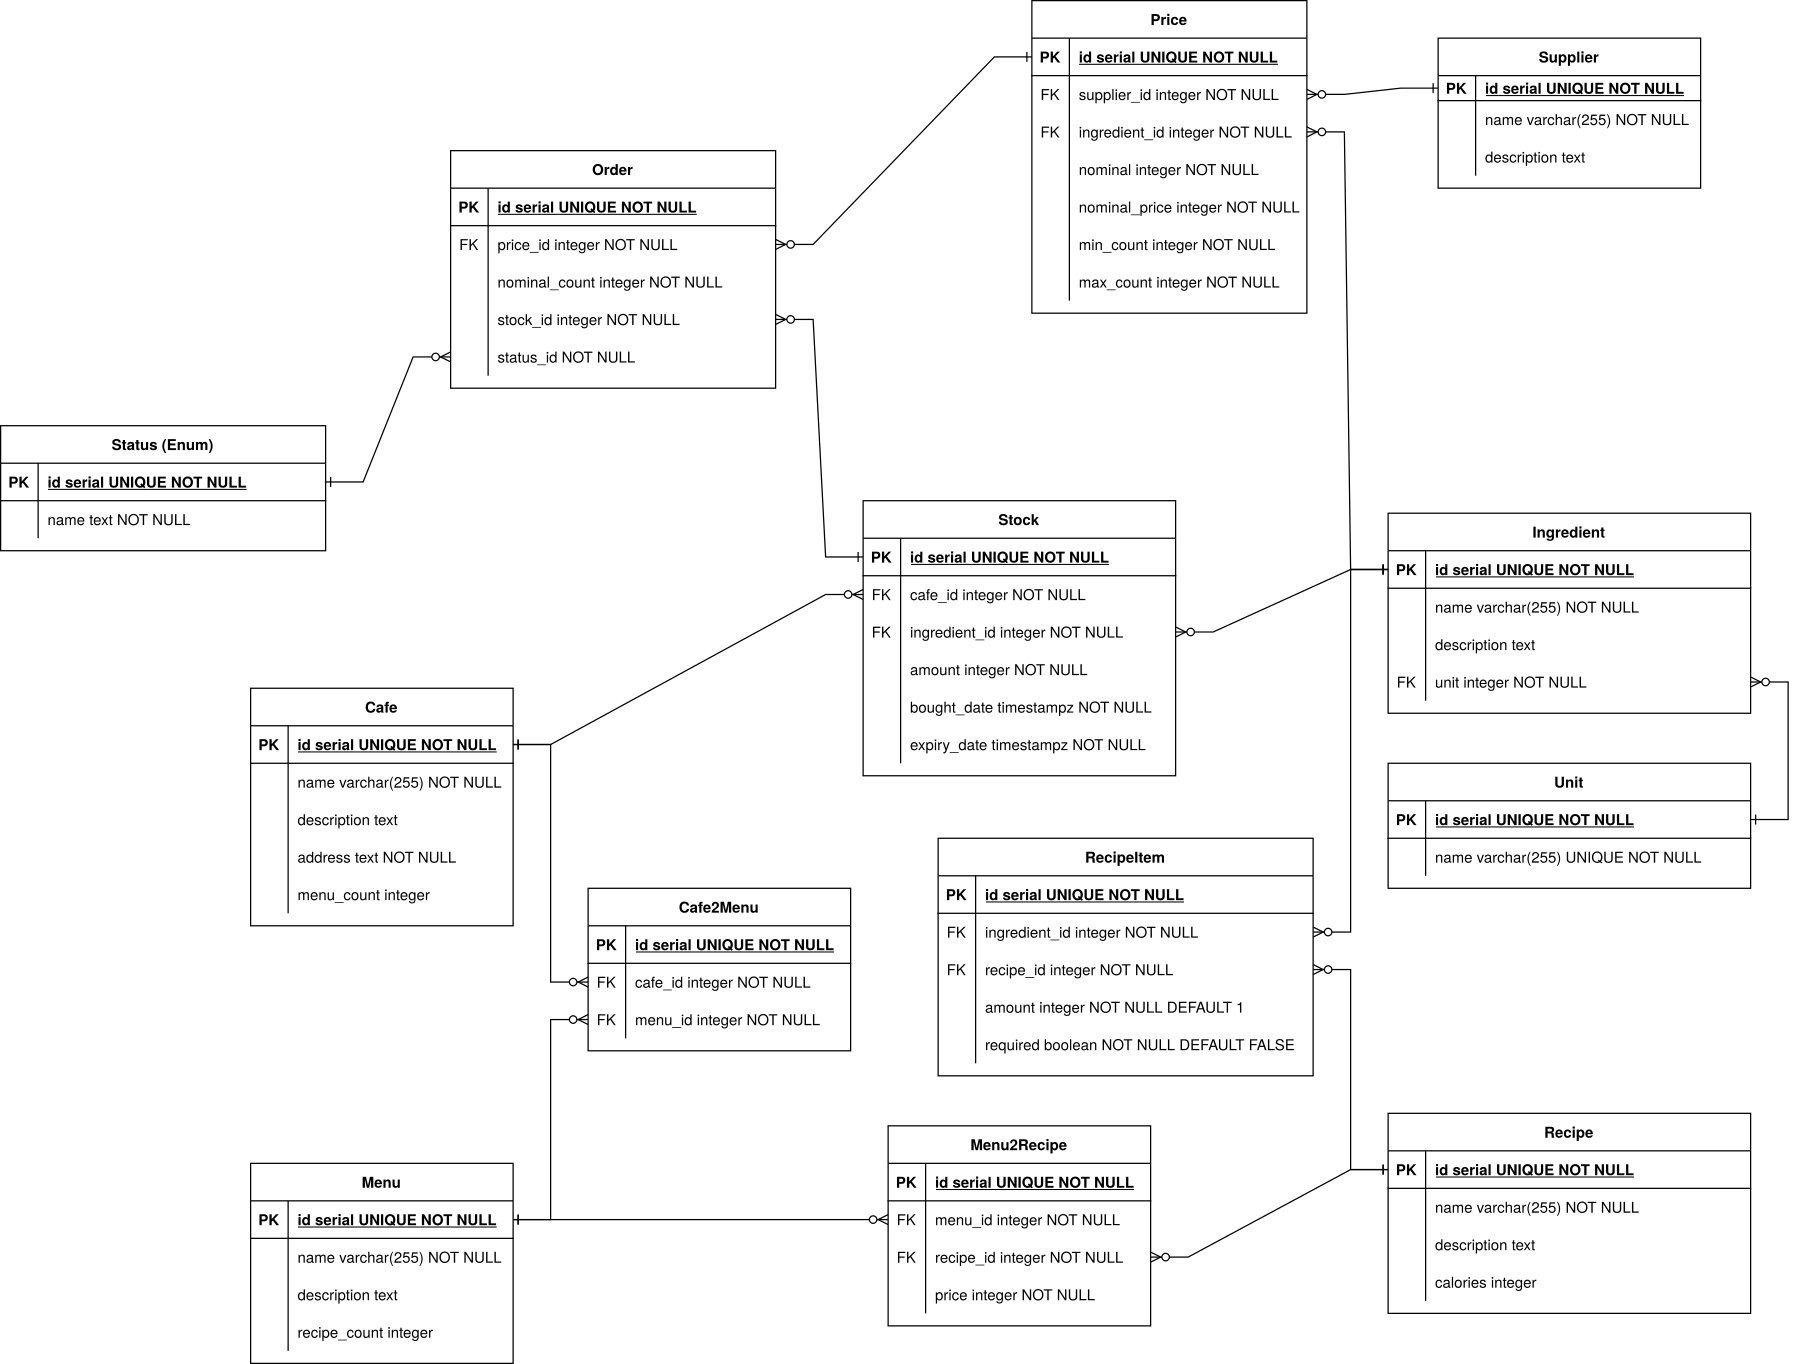 Price
PK id serial UNIQUE NOT NULL
FK supplier_id integer NOT NULL
FK ingredient_id integer NOT NULL
nominal integer NOT NULL
nominal_price integer NOT NULL
min_count integer NOT NULL
max_count integer NOT NULL
Supplier
PK id serial UNIQUE NOT NULL
name varchar(255) NOT NULL
description text
Order
PK id serial UNIQUE NOT NULL
FK price_id integer NOT NULL
nominal_count integer NOT NULL
stock_id integer NOT NULL
status_id NOT NULL
Status (Enum)
PK id serial UNIQUE NOT NULL
name text NOT NULL
Stock
PK id serial UNIQUE NOT NULL
FK cafe_id integer NOT NULL
FK ingredient_id integer NOT NULL
amount integer NOT NULL
bought_date timestampz NOT NULL
expiry_date timestampz NOT NULL
Ingredient
PK id serial UNIQUE NOT NULL
name varchar(255) NOT NULL
description text
FK unit integer NOT NULL
Cafe
PK id serial UNIQUE NOT NULL
name varchar(255) NOT NULL
description text
address text NOT NULL
menu_count integer
Unit
PK id serial UNIQUE NOT NULL
name varchar(255) UNIQUE NOT NULL
RecipeItem
PK id serial UNIQUE NOT NULL
FK ingredient_id integer NOT NULL
FK recipe_id integer NOT NULL
amount integer NOT NULL DEFAULT 1
required boolean NOT NULL DEFAULT FALSE
Cafe2Menu
PK id serial UNIQUE NOT NULL
FK cafe_id integer NOT NULL
FK menu_id integer NOT NULL
Menu
PK id serial UNIQUE NOT NULL
name varchar(255) NOT NULL
description text
recipe_count integer
Menu2Recipe
PK id serial UNIQUE NOT NULL
FK menu_id integer NOT NULL
FK recipe_id integer NOT NULL
price integer NOT NULL
Recipe
PK id serial UNIQUE NOT NULL
name varchar(255) NOT NULL
description text
calories integer